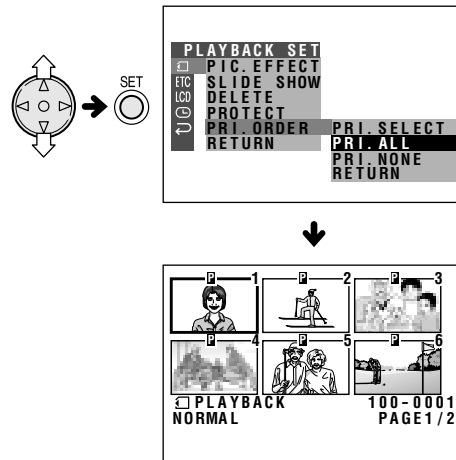 SET
PLAYBACK SET
PIC.EFFECT
ETC SLIDE SHOW
LCD DELETE
PROTECT
PRI.ORDER PRI.SELECT
RETURN PRI.ALL
PRI.NONE
RETURN
P 1 P 2 P 3
P 4 P 5 P 6
PLAYBACK 100-0001
NORMAL PAGE1/2